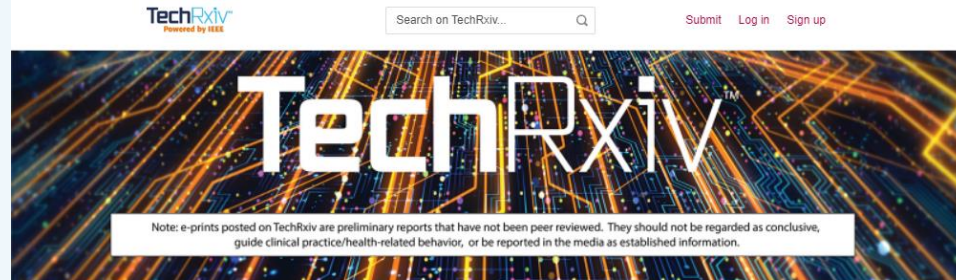 TechRxiv™
Powered by IEEE
Search on TechRxiv...
Submit Log in Sign up
TechRxiv™
Note: e-prints posted on TechRxiv are preliminary reports that have not been peer reviewed. They should not be regarded as conclusive,
guide clinical practice/health-related behavior, or be reported in the media as established information.